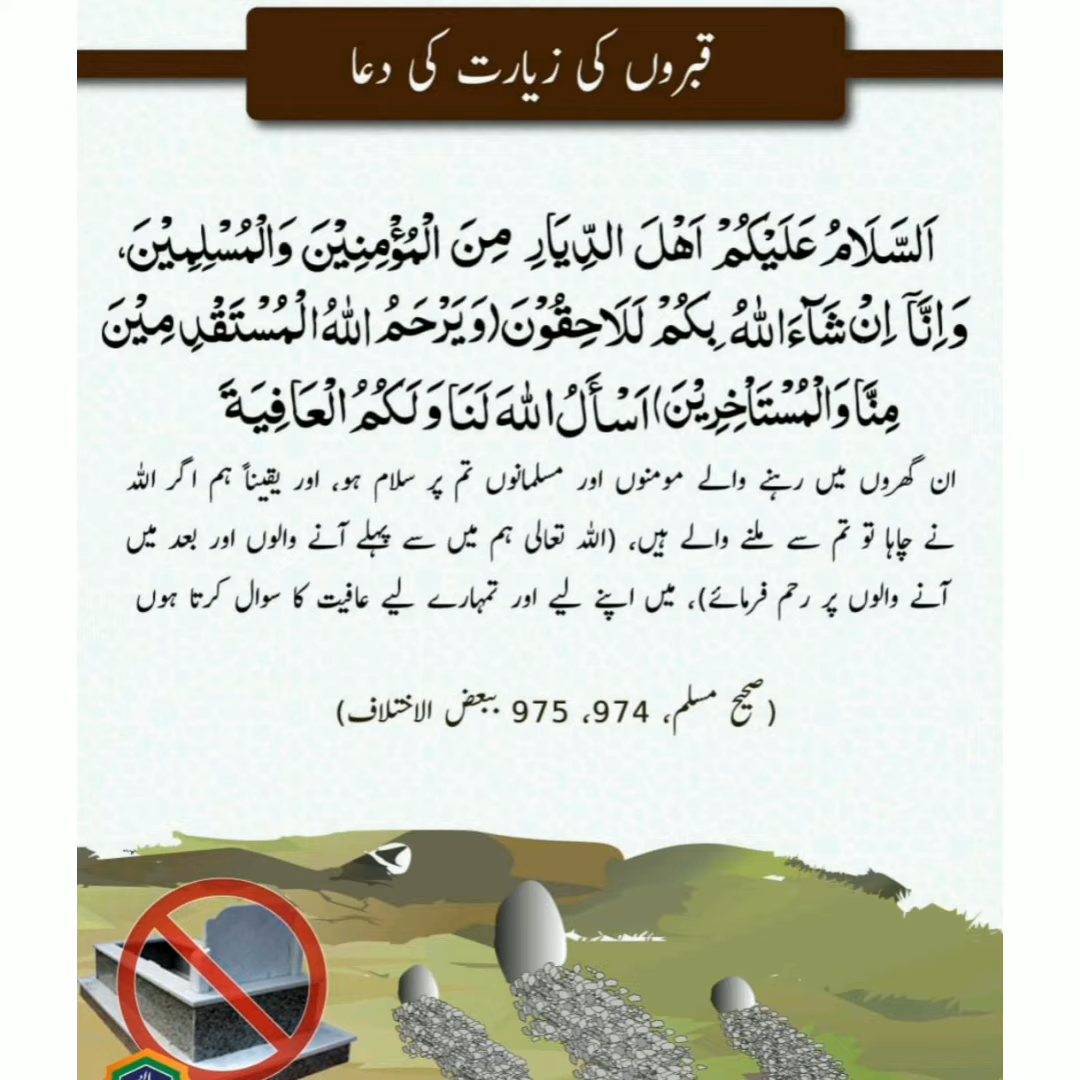 قبروں کی زیارت کی دعا
اَلسَّلَامُ عَلَيْكُمْ اَهْلَ الدِّيَارِ مِنَ الْمُؤْمِنِيْنَ وَالْمُسْلِمِيْنَ،
وَاِنَّآ اِنْ شَآءَ اللهُ بِكُمْ لَلَاحِقُوْنَ (وَيَرْحَمُ اللهُ الْمُسْتَقْدِمِيْنَ
مِنَّا وَالْمُسْتَاْخِرِيْنَ) اَسْأَلُ اللهَ لَنَا وَلَكُمُ الْعَافِيَةَ
ان گھروں میں رہنے والے مومنوں اور مسلمانوں تم پر سلام ہو، اور یقیناً ہم اگر اللہ
نے چاہا تو تم سے ملنے والے ہیں، (اللہ تعالی ہم میں سے پہلے آنے والوں اور بعد میں
آنے والوں پر رحم فرمائے)، میں اپنے لیے اور تمہارے لیے عافیت کا سوال کرتا ہوں
(صحیح مسلم، 974، 975 ببعض الاختلاف)